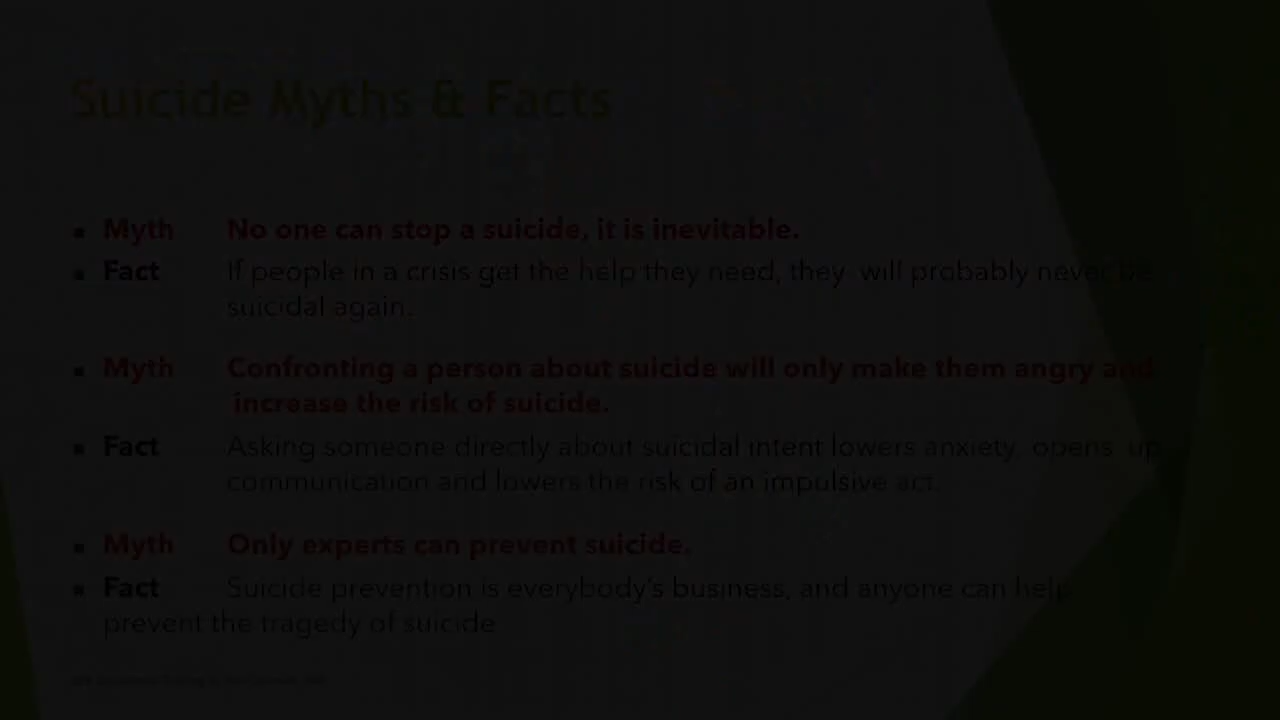 Suicide Myths & Facts
▪ Myth No one can stop a suicide, it is inevitable.
▪ Fact If people in a crisis get the help they need, they will probably never be
suicidal again.
▪ Myth Confronting a person about suicide will only make them angry and
increase the risk of suicide.
▪ Fact Asking someone directly about suicidal intent lowers anxiety, opens up
communication and lowers the risk of an impulsive act.
▪ Myth Only experts can prevent suicide.
▪ Fact Suicide prevention is everybody's business, and anyone can help
prevent the tragedy of suicide